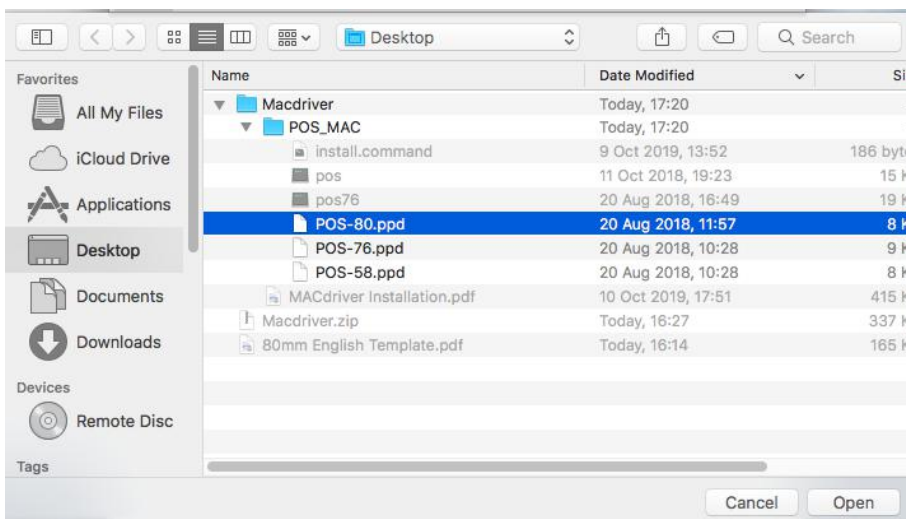 Desktop
Search
Favorites
All My Files
iCloud Drive
Applications
Desktop
Documents
Downloads
Devices
Remote Disc
Tags
Name Date Modified Si
Macdriver Today, 17:20
POS_MAC Today, 17:20
install.command 9 Oct 2019, 13:52 186 byt
pos 11 Oct 2018, 19:23 15 K
pos76 20 Aug 2018, 16:49 19 K
POS-80.ppd 20 Aug 2018, 11:57 8 K
POS-76.ppd 20 Aug 2018, 10:28 9 K
POS-58.ppd 20 Aug 2018, 10:28 8 K
MACdriver Installation.pdf 10 Oct 2019, 17:51 415 K
Macdriver.zip Today, 16:27 337 K
80mm English Template.pdf Today, 16:14 165 K
Cancel Open